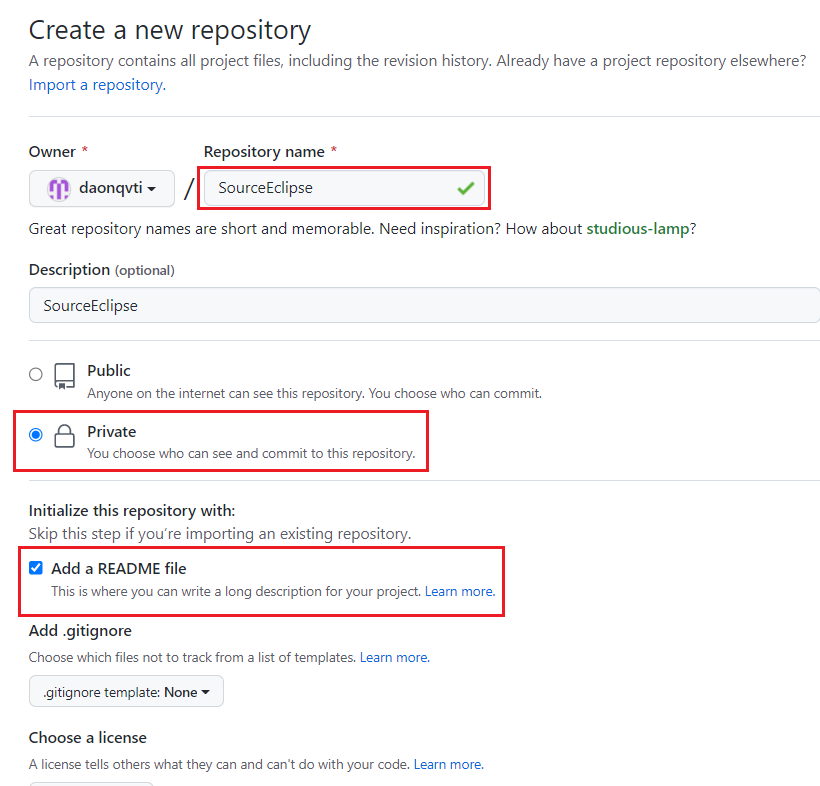 Create a new repository
A repository contains all project files, including the revision history. Already have a project repository elsewhere?
Import a repository.
Owner *
Repository name *
daonqvti
/
SourceEclipse
Great repository names are short and memorable. Need inspiration? How about studious-lamp?
Description (optional)
SourceEclipse
Public
Anyone on the internet can see this repository. You choose who can commit.
Private
You choose who can see and commit to this repository.
Initialize this repository with:
Skip this step if you're importing an existing repository.
Add a README file
This is where you can write a long description for your project. Learn more.
Add .gitignore
Choose which files not to track from a list of templates. Learn more.
.gitignore template: None
Choose a license
A license tells others what they can and can't do with your code. Learn more.